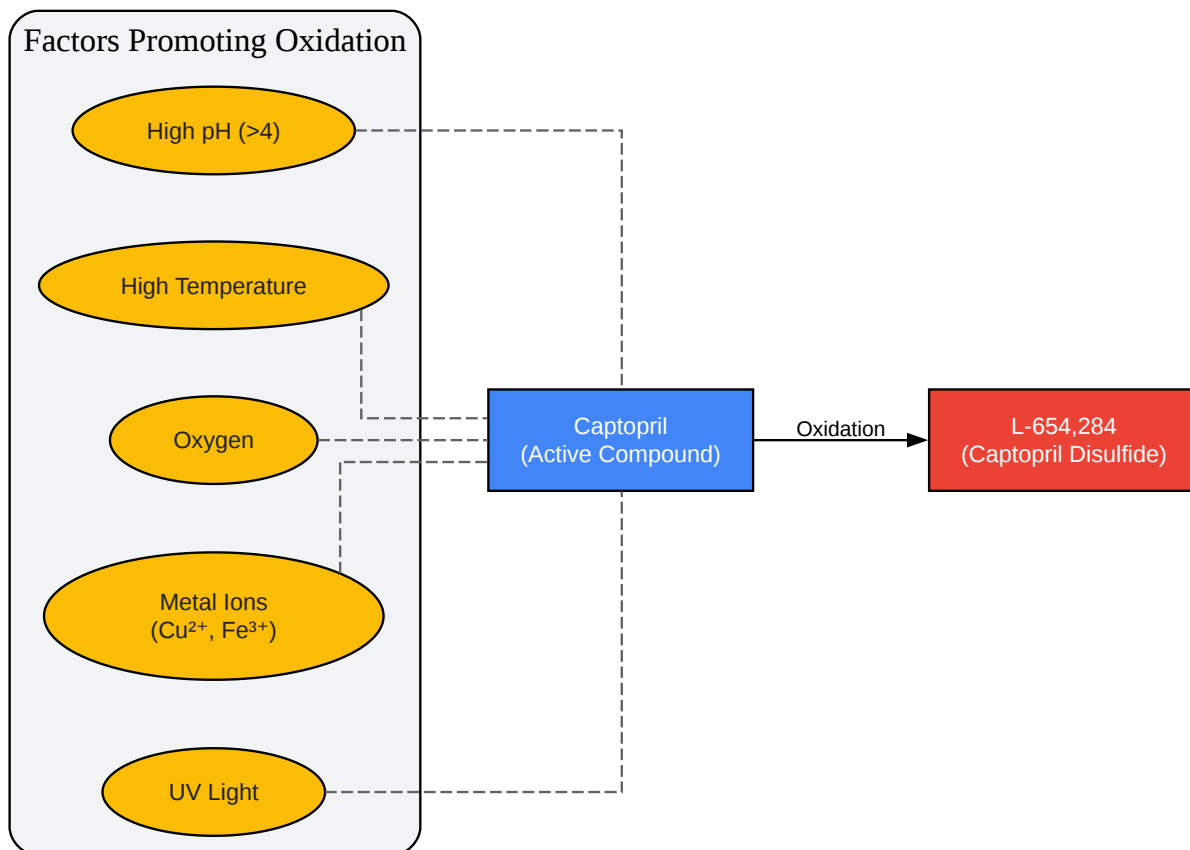 Factors Promoting Oxidation
High pH (>4)
High Temperature
Oxygen
Metal Ions
(Cu²⁺, Fe³⁺)
UV Light
Captopril
(Active Compound)
Oxidation
L-654,284
(Captopril Disulfide)